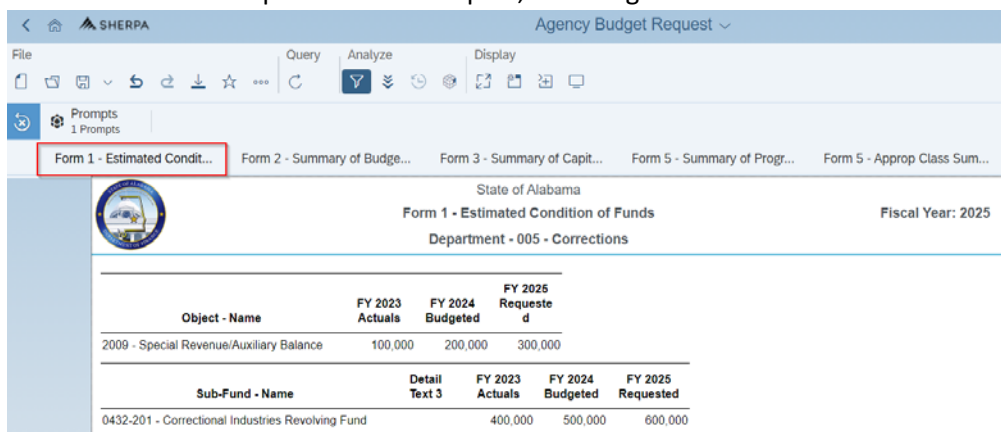 SHERPA Agency Budget Request
File Query Analyze Display
Prompts
1 Prompts
Form 1 - Estimated Condit... Form 2 - Summary of Budge... Form 3 - Summary of Capit... Form 5 - Summary of Progr... Form 5 - Approp Class Sum...
State of Alabama
Form 1 - Estimated Condition of Funds Fiscal Year: 2025
Department - 005 - Corrections
Object - Name FY 2023 Actuals FY 2024 Budgeted FY 2025 Requeste d
2009 - Special Revenue/Auxiliary Balance 100,000 200,000 300,000
Sub-Fund - Name Detail Text 3 FY 2023 Actuals FY 2024 Budgeted FY 2025 Requested
0432-201 - Correctional Industries Revolving Fund 400,000 500,000 600,000